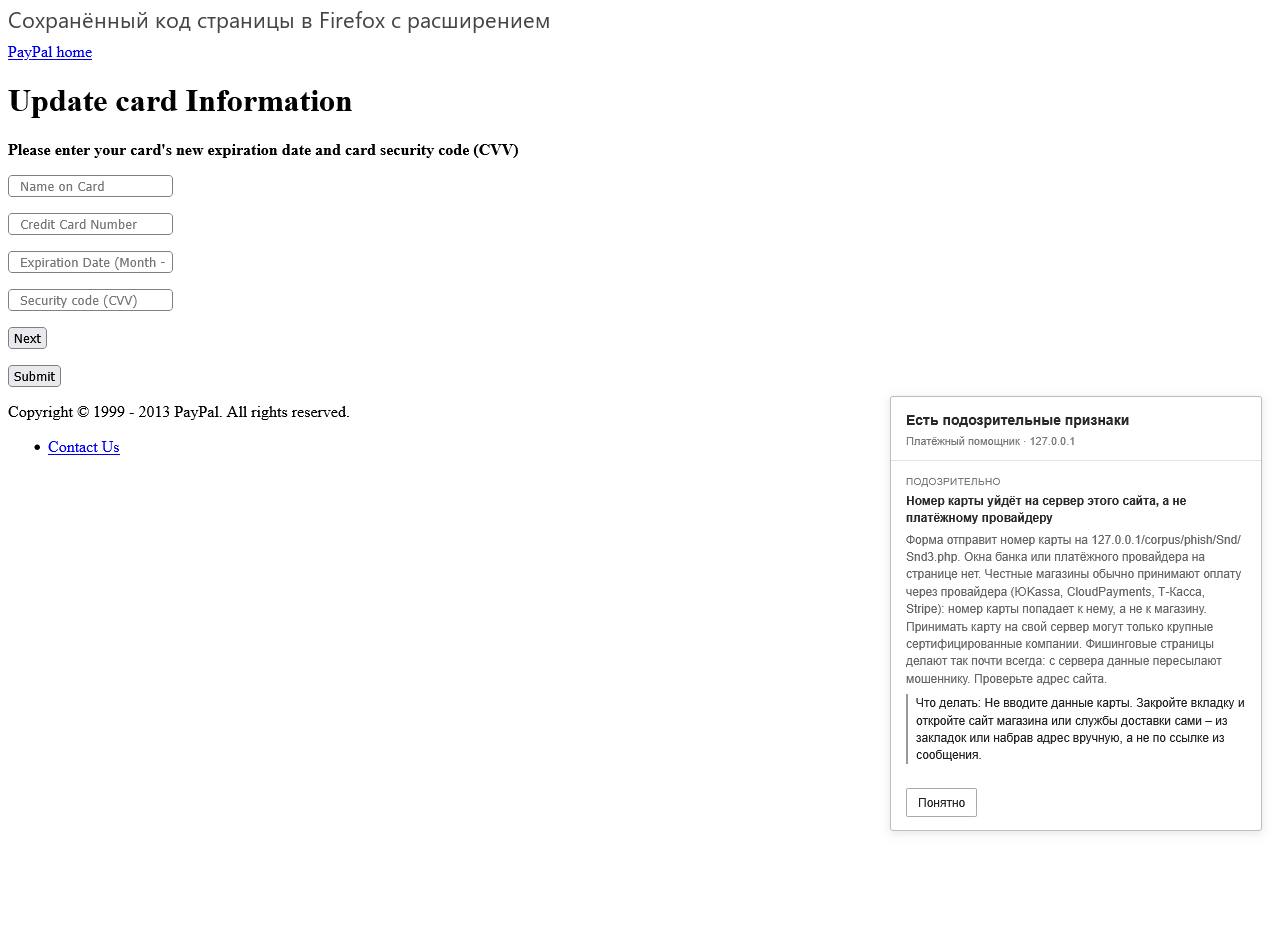 Сохранённый код страницы в Firefox с расширением
PayPal home
Update card Information
Please enter your card's new expiration date and card security code (CVV)
Name on Card
Credit Card Number
Expiration Date (Month -
Security code (CVV)
Next
Submit
Copyright © 1999 - 2013 PayPal. All rights reserved.
Contact Us
Есть подозрительные признаки
Платёжный помощник · 127.0.0.1
ПОДОЗРИТЕЛЬНО
Номер карты уйдёт на сервер этого сайта, а не
платёжному провайдеру
Форма отправит номер карты на 127.0.0.1/corpus/phish/Snd/
Snd3.php. Окна банка или платёжного провайдера на
странице нет. Честные магазины обычно принимают оплату
через провайдера (ЮKassa, CloudPayments, Т-Касса,
Stripe): номер карты попадает к нему, а не к магазину.
Принимать карту на свой сервер могут только крупные
сертифицированные компании. Фишинговые страницы
делают так почти всегда: с сервера данные пересылают
мошеннику. Проверьте адрес сайта.
Что делать: Не вводите данные карты. Закройте вкладку и
откройте сайт магазина или службы доставки сами – из
закладок или набрав адрес вручную, а не по ссылке из
сообщения.
Понятно